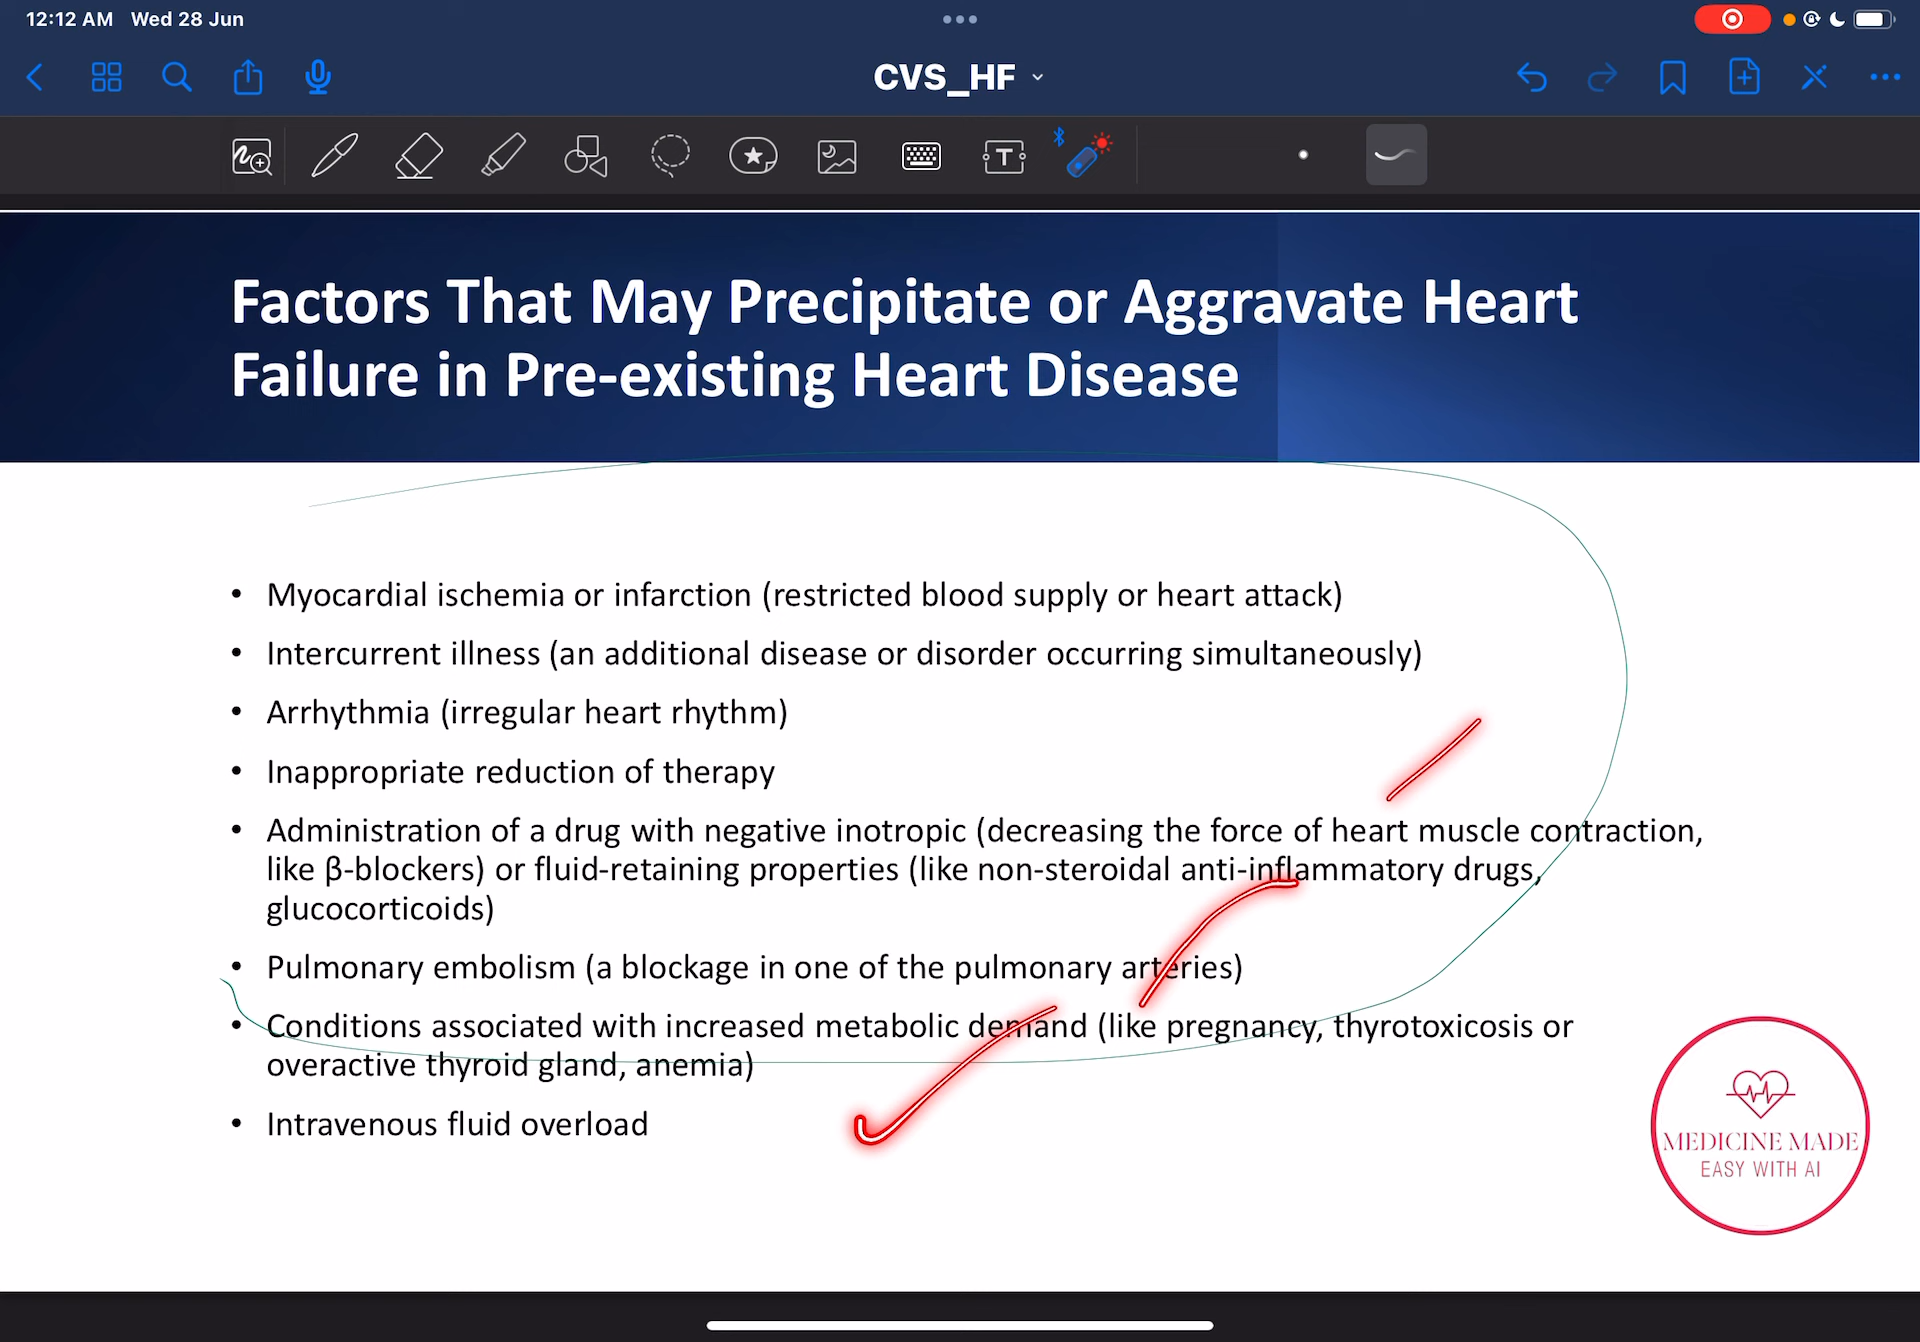 12:12 AM Wed 28 Jun
CVS_HF
T
Factors That May Precipitate or Aggravate Heart
Failure in Pre-existing Heart Disease
• Myocardial ischemia or infarction (restricted blood supply or heart attack)
• Intercurrent illness (an additional disease or disorder occurring simultaneously)
• Arrhythmia (irregular heart rhythm)
• Inappropriate reduction of therapy
• Administration of a drug with negative inotropic (decreasing the force of heart muscle contraction,
like β-blockers) or fluid-retaining properties (like non-steroidal anti-inflammatory drugs,
glucocorticoids)
• Pulmonary embolism (a blockage in one of the pulmonary arteries)
• Conditions associated with increased metabolic demand (like pregnancy, thyrotoxicosis or
overactive thyroid gland, anemia)
• Intravenous fluid overload
MEDICINE MADE
EASY WITH AI